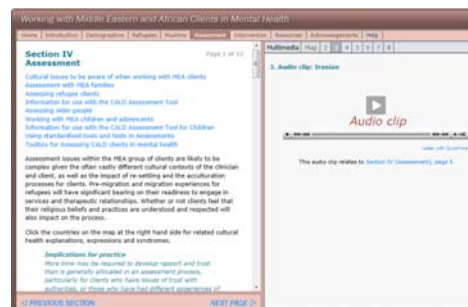 Working with Middle Eastern and African Clients in Mental Health
Home Introduction Demographics Refugees Muslims Assessment Intervention Resources Acknowledgements Help
Section IV
Assessment
Page 1 of 12
Cultural issues to be aware of when working with MEA clients
Assessment with MEA families
Assessing refugee clients
Information for use with the CALD Assessment Tool
Assessing older people
Working with MEA children and adolescents
Information for use with the CALD Assessment Tool for Children
Using standardised tools and tests in Assessments
Toolbox for Assessing CALD clients in mental health
Assessment issues within the MEA group of clients are likely to be
complex given the often vastly different cultural contexts of the clinician
and client, as well as the impact of re-settling and the acculturation
processes for clients. Pre-migration and migration experiences for
refugees will have significant bearing on their readiness to engage in
services and therapeutic relationships. Whether or not clients feel that
their religious beliefs and practices are understood and respected will
also impact on the process.
Click the countries on the map at the right hand side for related cultural
health explanations, expressions and syndromes.
Implications for practice
More time may be required to develop rapport and trust
than is generally allocated in an assessment process,
particularly for clients who have issues of trust with
authorities, or those who have had different experiences of
◁ PREVIOUS SECTION
NEXT PAGE ▷
Multimedia Map 2 3 4 5 6 7 8
3. Audio clip: Iranian
Audio clip
Listen with QuickTime
This audio clip relates to Section IV (Assessment), page 5.